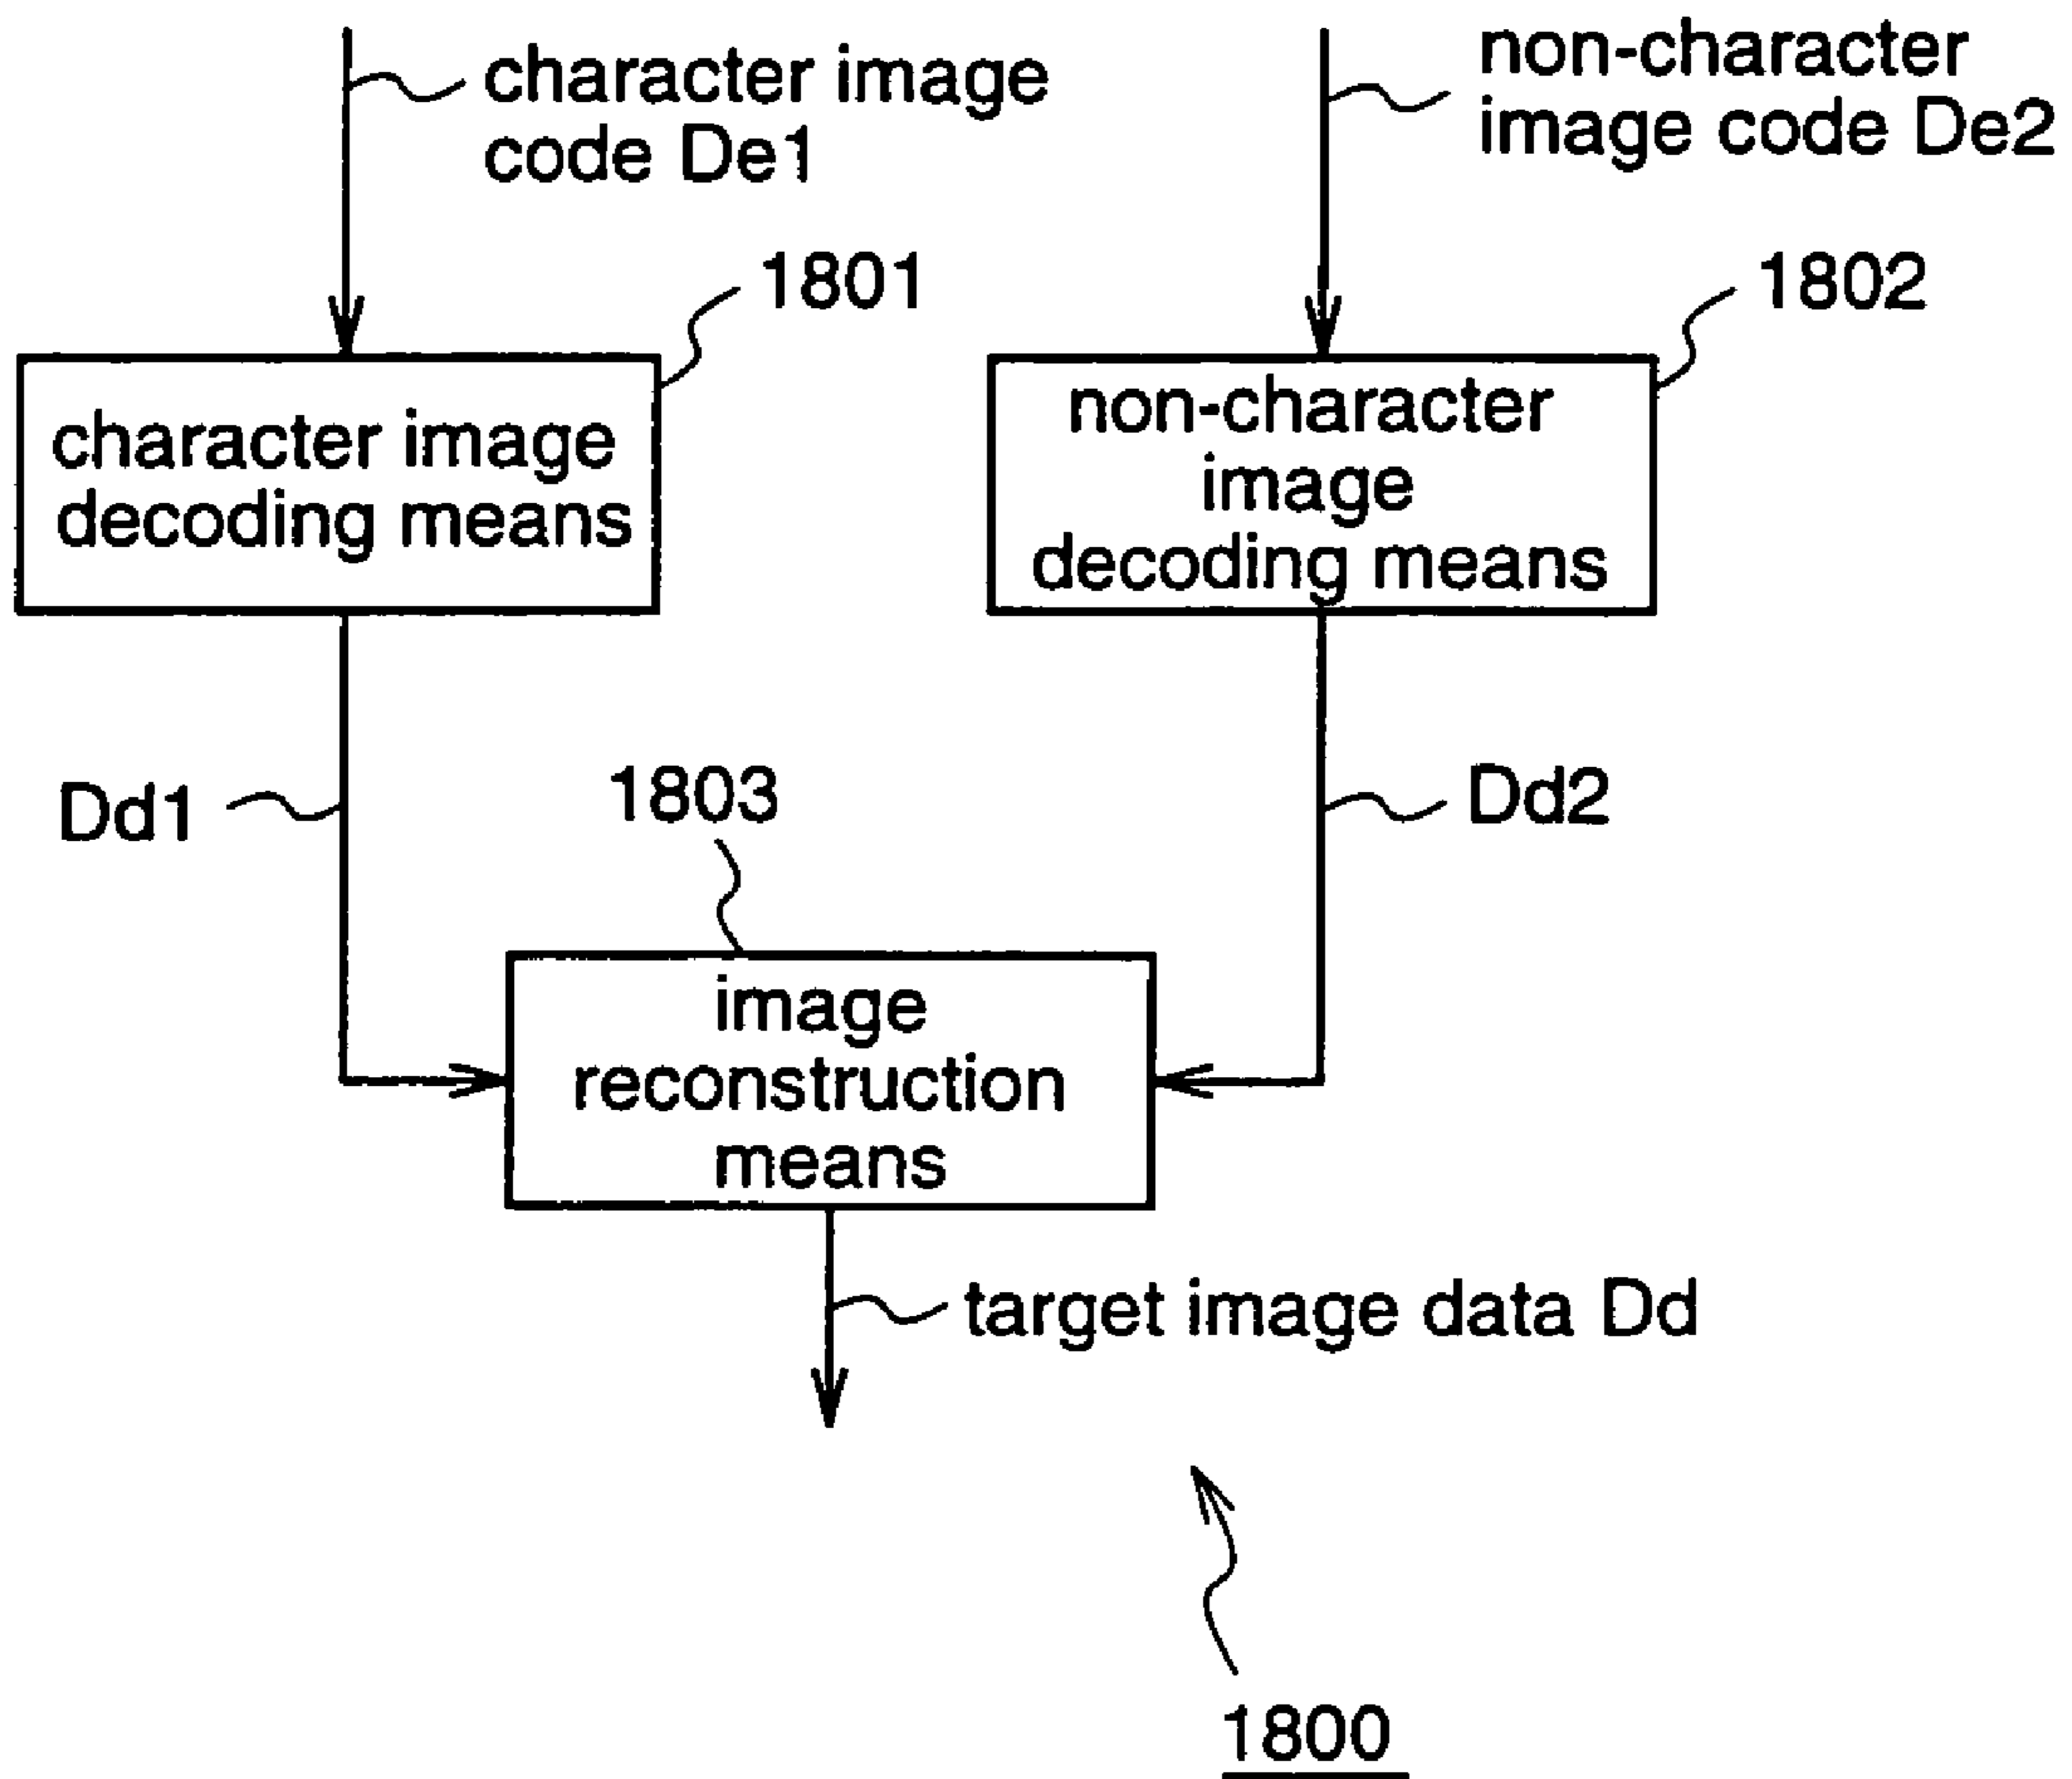 character image
code De1
non-character
image code De2
1801
1802
character image
decoding means
non-character
image
decoding means
Dd1
1803
Dd2
image
reconstruction
means
target image data Dd
1800